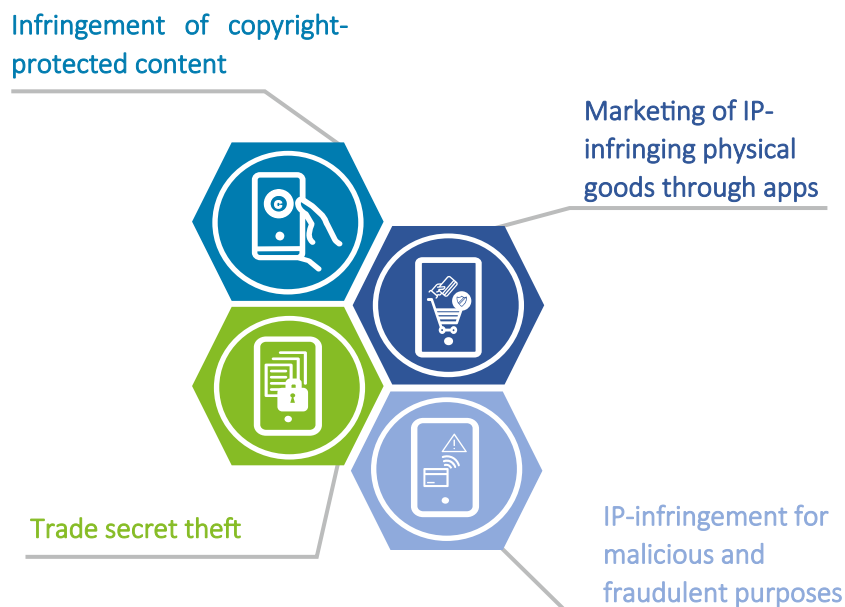 Infringement of copyright-
protected content
Marketing of IP-
infringing physical
goods through apps
C
Trade secret theft
IP-infringement for
malicious and
fraudulent purposes